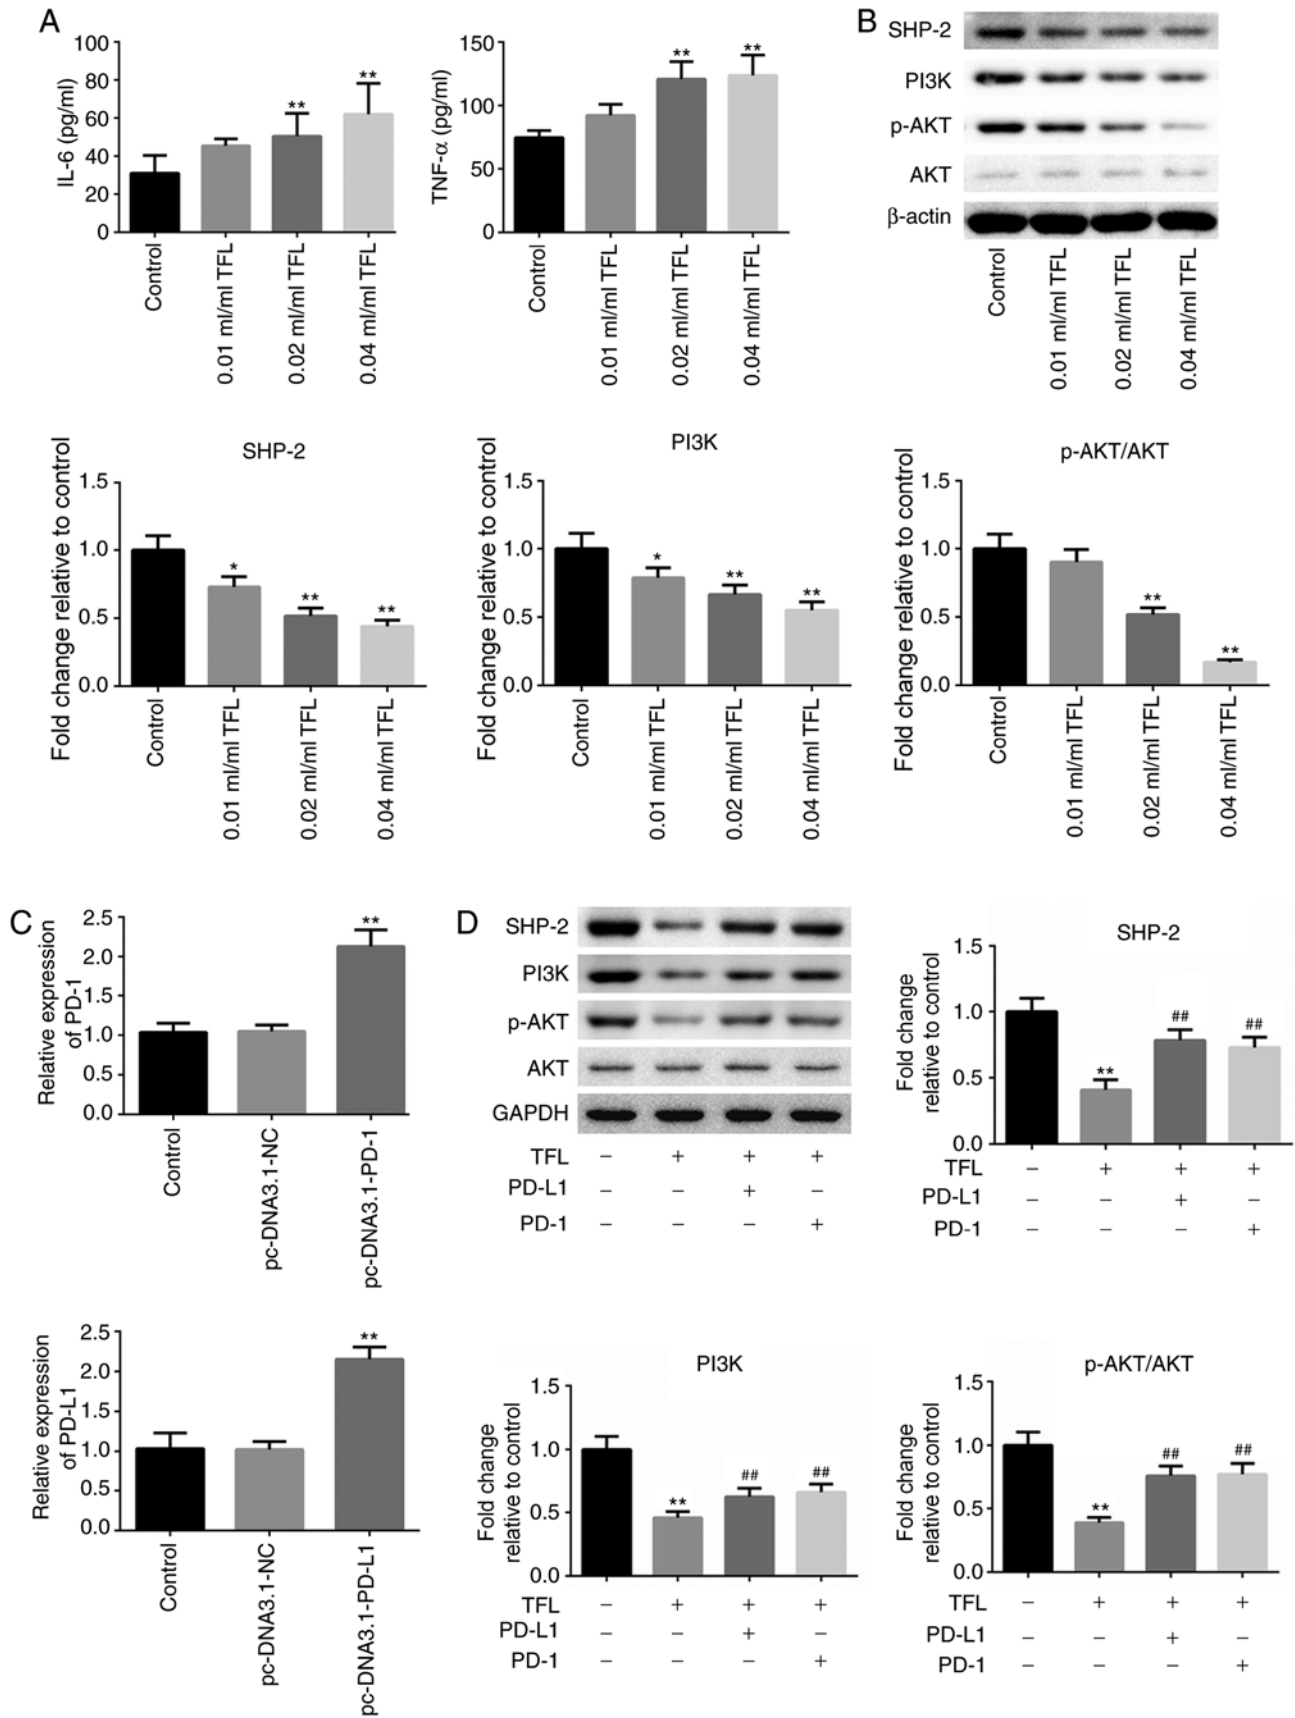 A
IL-6 (pg/ml)
100
80
60
40
20
0
**
**
Control
0.01 ml/ml TFL
0.02 ml/ml TFL
0.04 ml/ml TFL
TNF-α (pg/ml)
150
100
50
0
**
**
Control
0.01 ml/ml TFL
0.02 ml/ml TFL
0.04 ml/ml TFL
B
SHP-2
PI3K
p-AKT
AKT
β-actin
Control
0.01 ml/ml TFL
0.02 ml/ml TFL
0.04 ml/ml TFL
SHP-2
Fold change relative to control
1.5
1.0
0.5
0.0
*
**
**
Control
0.01 ml/ml TFL
0.02 ml/ml TFL
0.04 ml/ml TFL
PI3K
Fold change relative to control
1.5
1.0
0.5
0.0
*
**
**
Control
0.01 ml/ml TFL
0.02 ml/ml TFL
0.04 ml/ml TFL
p-AKT/AKT
Fold change relative to control
1.5
1.0
0.5
0.0
**
**
Control
0.01 ml/ml TFL
0.02 ml/ml TFL
0.04 ml/ml TFL
C
Relative expression
of PD-1
2.5
2.0
1.5
1.0
0.5
0.0
**
Control
pc-DNA3.1-NC
pc-DNA3.1-PD-1
Relative expression
of PD-L1
2.5
2.0
1.5
1.0
0.5
0.0
**
Control
pc-DNA3.1-NC
pc-DNA3.1-PD-L1
D
SHP-2
PI3K
p-AKT
AKT
GAPDH
TFL − + + +
PD-L1 − − + −
PD-1 − − − +
SHP-2
Fold change
relative to control
1.5
1.0
0.5
0.0
**
##
##
TFL − + + +
PD-L1 − − + −
PD-1 − − − +
PI3K
Fold change
relative to control
1.5
1.0
0.5
0.0
**
##
##
TFL − + + +
PD-L1 − − + −
PD-1 − − − +
p-AKT/AKT
Fold change
relative to control
1.5
1.0
0.5
0.0
**
##
##
TFL − + + +
PD-L1 − − + −
PD-1 − − − +